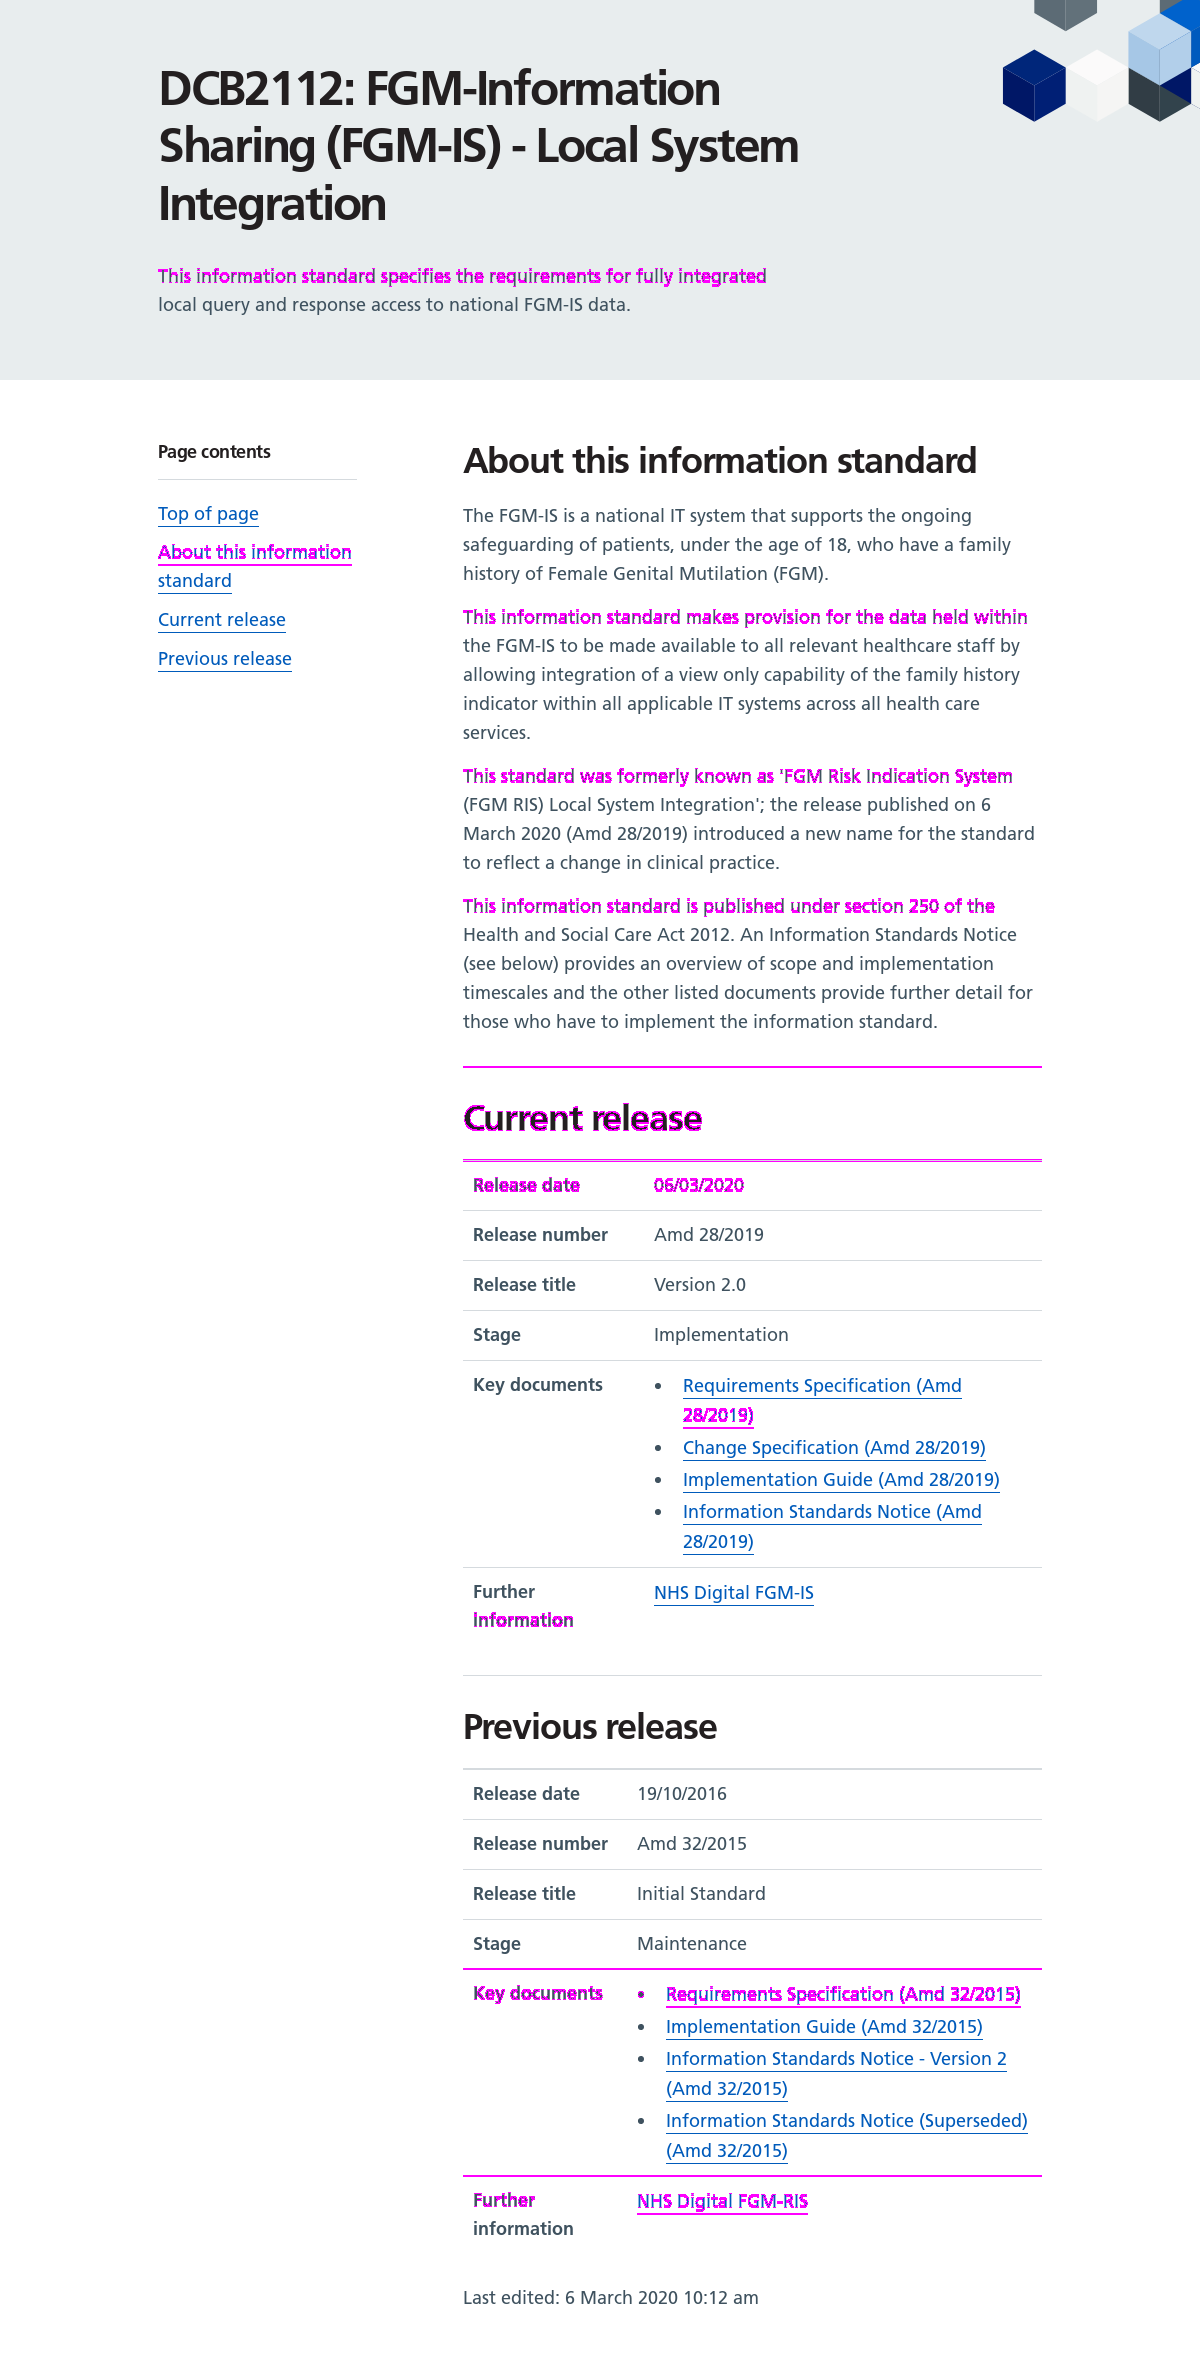 DCB2112: FGM-Information
Sharing (FGM-IS) - Local System
Integration
This information standard specifies the requirements for fully integrated
local query and response access to national FGM-IS data.
Page contents
Top of page
About this information
standard
Current release
Previous release
About this information standard
The FGM-IS is a national IT system that supports the ongoing
safeguarding of patients, under the age of 18, who have a family
history of Female Genital Mutilation (FGM).
This information standard makes provision for the data held within
the FGM-IS to be made available to all relevant healthcare staff by
allowing integration of a view only capability of the family history
indicator within all applicable IT systems across all health care
services.
This standard was formerly known as 'FGM Risk Indication System
(FGM RIS) Local System Integration'; the release published on 6
March 2020 (Amd 28/2019) introduced a new name for the standard
to reflect a change in clinical practice.
This information standard is published under section 250 of the
Health and Social Care Act 2012. An Information Standards Notice
(see below) provides an overview of scope and implementation
timescales and the other listed documents provide further detail for
those who have to implement the information standard.
Current release
Release date 06/03/2020
Release number Amd 28/2019
Release title Version 2.0
Stage Implementation
Key documents • Requirements Specification (Amd
28/2019)
• Change Specification (Amd 28/2019)
• Implementation Guide (Amd 28/2019)
• Information Standards Notice (Amd
28/2019)
Further NHS Digital FGM-IS
information
Previous release
Release date 19/10/2016
Release number Amd 32/2015
Release title Initial Standard
Stage Maintenance
Key documents • Requirements Specification (Amd 32/2015)
• Implementation Guide (Amd 32/2015)
• Information Standards Notice - Version 2
(Amd 32/2015)
• Information Standards Notice (Superseded)
(Amd 32/2015)
Further NHS Digital FGM-RIS
information
Last edited: 6 March 2020 10:12 am